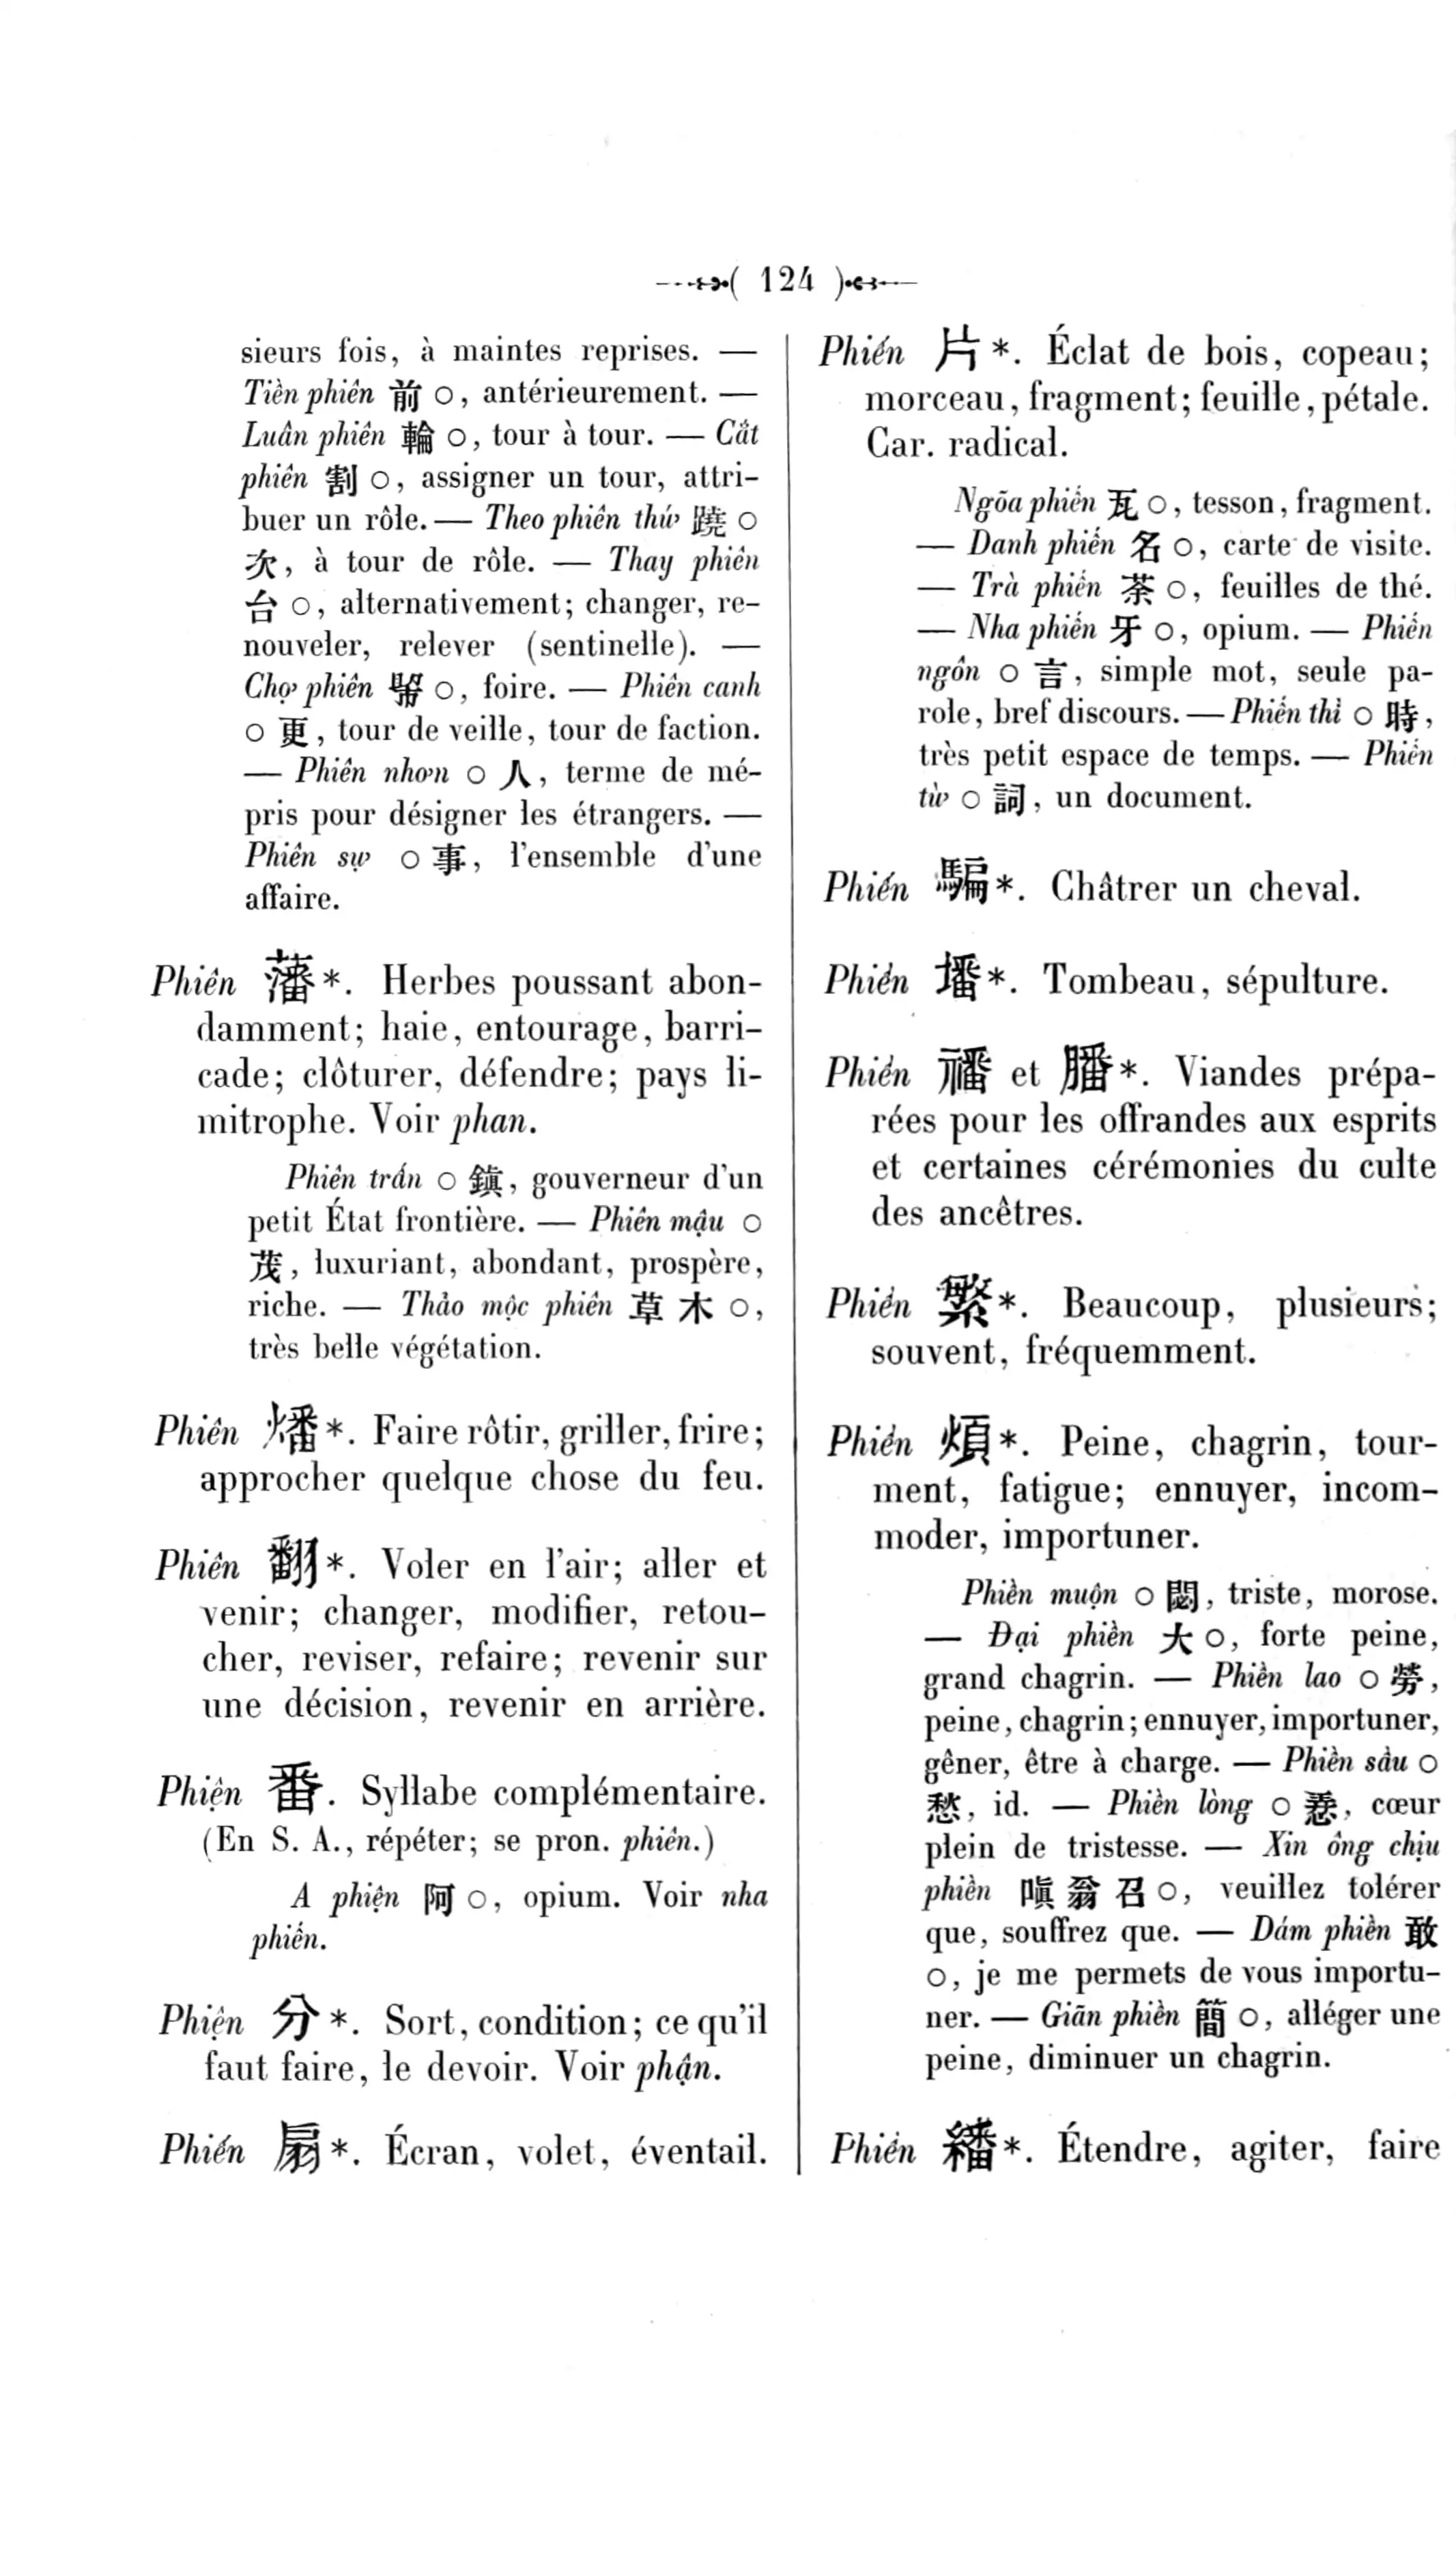 ( 124 )
sieurs fois, à maintes reprises. —
Tiền phiên 前 ○, antérieurement. —
Luân phiên 輪 ○, tour à tour. — Cắt
phiên 割 ○, assigner un tour, attri-
buer un rôle. — Theo phiên thứ 蹺 ○
次, à tour de rôle. — Thay phiên
台 ○, alternativement; changer, re-
nouveler, relever (sentinelle). —
Chợ phiên ○, foire. — Phiên canh
○ 更, tour de veille, tour de faction.
— Phiên nhơn ○ 人, terme de mé-
pris pour désigner les étrangers. —
Phiên sự ○ 事, l'ensemble d'une
affaire.
Phiên 藩*. Herbes poussant abon-
damment; haie, entourage, barri-
cade; clôturer, défendre; pays li-
mitrophe. Voir phan.
Phiên trấn ○ 鎮, gouverneur d'un
petit État frontière. — Phiên mậu ○
茂, luxuriant, abondant, prospère,
riche. — Thảo mộc phiên 草 木 ○,
très belle végétation.
Phiên 燔*. Faire rôtir, griller, frire;
approcher quelque chose du feu.
Phiên 翻*. Voler en l'air; aller et
venir; changer, modifier, retou-
cher, reviser, refaire; revenir sur
une décision, revenir en arrière.
Phiện 番. Syllabe complémentaire.
(En S. A., répéter; se pron. phiên.)
A phiện 阿 ○, opium. Voir nha
phiến.
Phiện 分*. Sort, condition; ce qu'il
faut faire, le devoir. Voir phận.
Phiến 扇*. Écran, volet, éventail.
Phiến 片*. Éclat de bois, copeau;
morceau, fragment; feuille, pétale.
Car. radical.
Ngõa phiến 瓦 ○, tesson, fragment.
— Danh phiến 名 ○, carte de visite.
— Trà phiến 茶 ○, feuilles de thé.
— Nha phiến 牙 ○, opium. — Phiến
ngôn ○ 言, simple mot, seule pa-
role, bref discours. — Phiến thì ○ 時,
très petit espace de temps. — Phiến
từ ○ 詞, un document.
Phiến 騙*. Châtrer un cheval.
Phiền 墦*. Tombeau, sépulture.
Phiền 䄤 et 膰*. Viandes prépa-
rées pour les offrandes aux esprits
et certaines cérémonies du culte
des ancêtres.
Phiền 繁*. Beaucoup, plusieurs;
souvent, fréquemment.
Phiền 煩*. Peine, chagrin, tour-
ment, fatigue; ennuyer, incom-
moder, importuner.
Phiền muộn ○, triste, morose.
— Đại phiền 大 ○, forte peine,
grand chagrin. — Phiền lao ○ 勞,
peine, chagrin; ennuyer, importuner,
gêner, être à charge. — Phiền sầu ○
愁, id. — Phiền lòng ○, cœur
plein de tristesse. — Xin ông chịu
phiền 嗔 翁 召 ○, veuillez tolérer
que, souffrez que. — Dám phiền 敢
○, je me permets de vous importu-
ner. — Giãn phiền 簡 ○, alléger une
peine, diminuer un chagrin.
Phiền 繙*. Étendre, agiter, faire